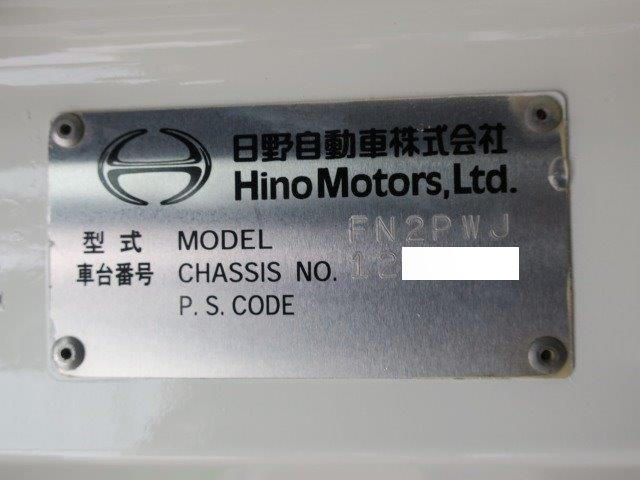 日野自動車株式会社
Hino Motors, Ltd.
型式 MODEL FN2PWJ
車台番号 CHASSIS NO. 12
P.S.CODE